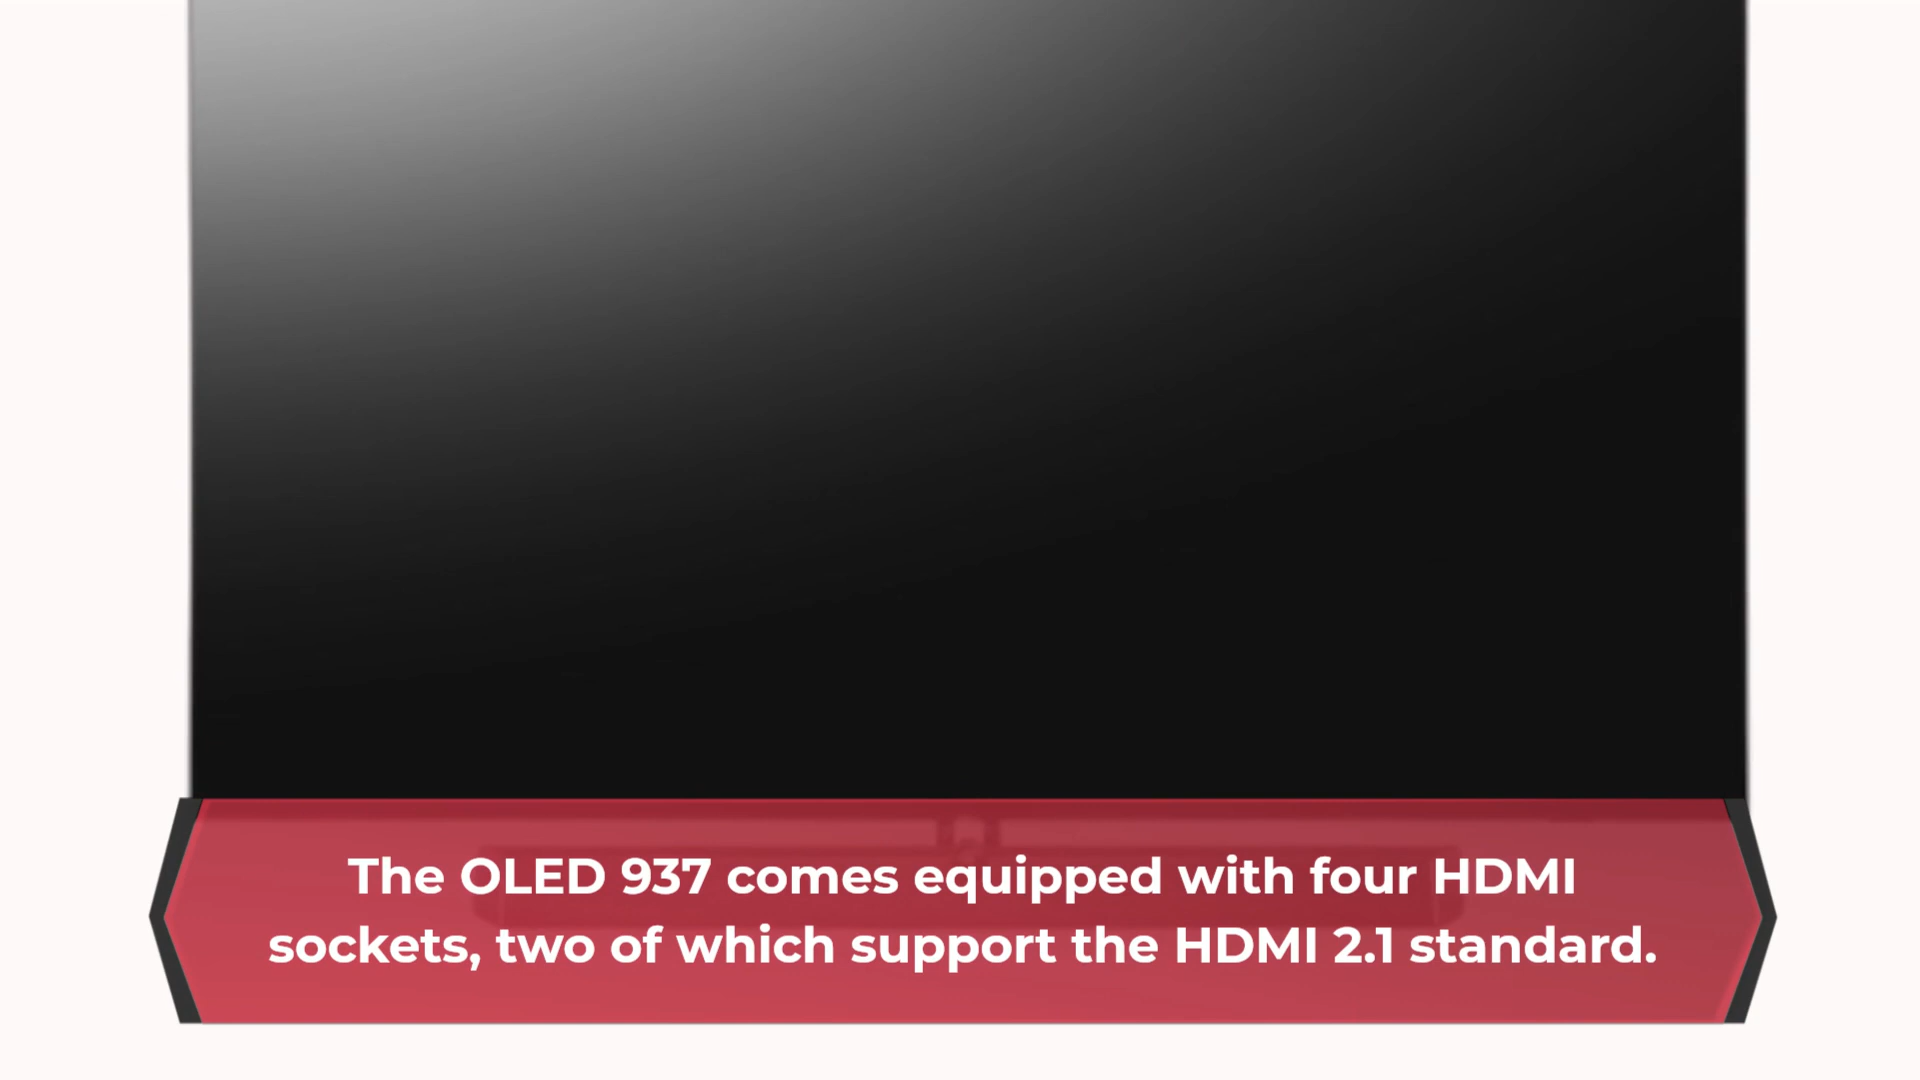 The OLED 937 comes equipped with four HDMI
sockets, two of which support the HDMI 2.1 standard.